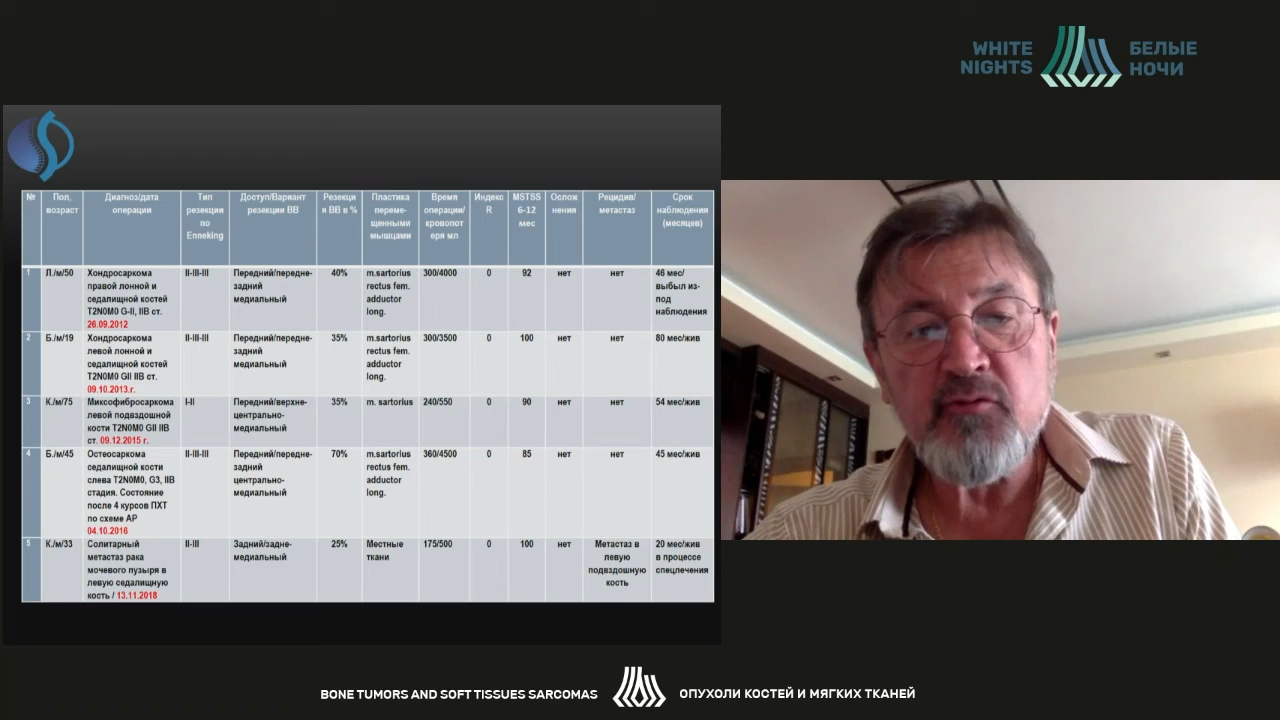 WHITE
NIGHTS
БЕЛЫЕ
НОЧИ
№
Пол,
возраст
Диагноз/дата
операции
Тип
резекции
по
Enneking
Доступ/Вариант
резекции ВВ
Резекци
я ВВ в %
Пластика
переме-
щенными
мышцами
Время
операции/
кровопот
еря мл
Индекс
R
MSTSS
6-12
мес
Ослож
нения
Рецидив/
метастаз
Срок
наблюдения
(месяцев)
1
Л./м/50
Хондросаркома
правой лонной и
седалищной костей
T2N0M0 G-II, IIB ст.
26.09.2012
II-III-III
Передний/передне-
задний
медиальный
40%
m.sartorius
rectus fem.
adductor
long.
300/4000
0
92
нет
нет
46 мес/
выбыл из-
под
наблюдения
2
Б./м/19
Хондросаркома
левой лонной и
седалищной костей
T2N0M0 GII IIB ст.
09.10.2013.г.
II-III-III
Передний/передне-
задний
медиальный
35%
m.sartorius
rectus fem.
adductor
long.
300/3500
0
100
нет
нет
80 мес/жив
3
К./м/75
Миксофибросаркома
левой подвздошной
кости T2N0M0 GII IIB
ст. 09.12.2015 г.
I-II
Передний/верхне-
центрально-
медиальный
35%
m. sartorius
240/550
0
90
нет
нет
54 мес/жив
4
Б./м/45
Остеосаркома
седалищной кости
слева T2N0M0, G3, IIB
стадия. Состояние
после 4 курсов ПХТ
по схеме АР
04.10.2016
II-III-III
Передний/передне-
задний
центрально-
медиальный
70%
m.sartorius
rectus fem.
adductor
long.
360/4500
0
85
нет
нет
45 мес/жив
5
К./м/33
Солитарный
метастаз рака
мочевого пузыря в
левую седалищную
кость / 13.11.2018
II-III
Задний/задне-
медиальный
25%
Местные
ткани
175/500
0
100
нет
Метастаз в
левую
подвздошную
кость
20 мес/жив
в процессе
спецлечения
BONE TUMORS AND SOFT TISSUES SARCOMAS
ОПУХОЛИ КОСТЕЙ И МЯГКИХ ТКАНЕЙ